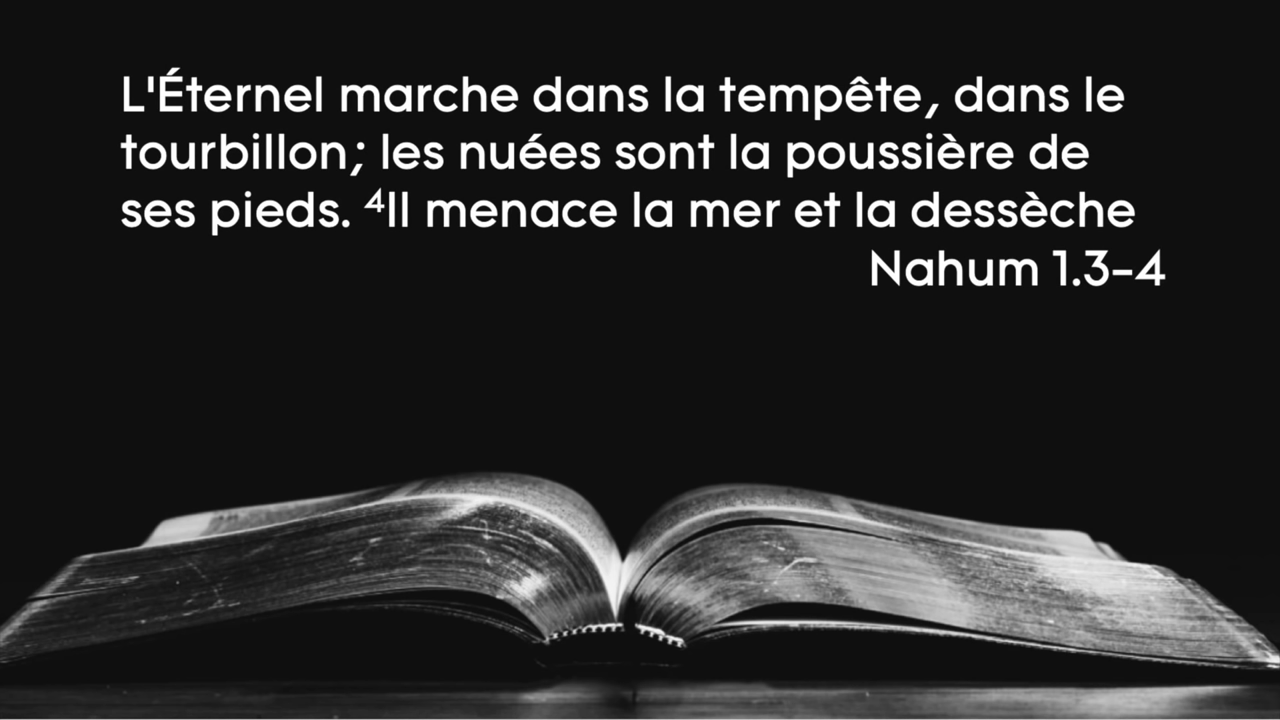 L'Éternel marche dans la tempête, dans le
tourbillon; les nuées sont la poussière de
ses pieds. ⁴Il menace la mer et la dessèche
Nahum 1.3-4